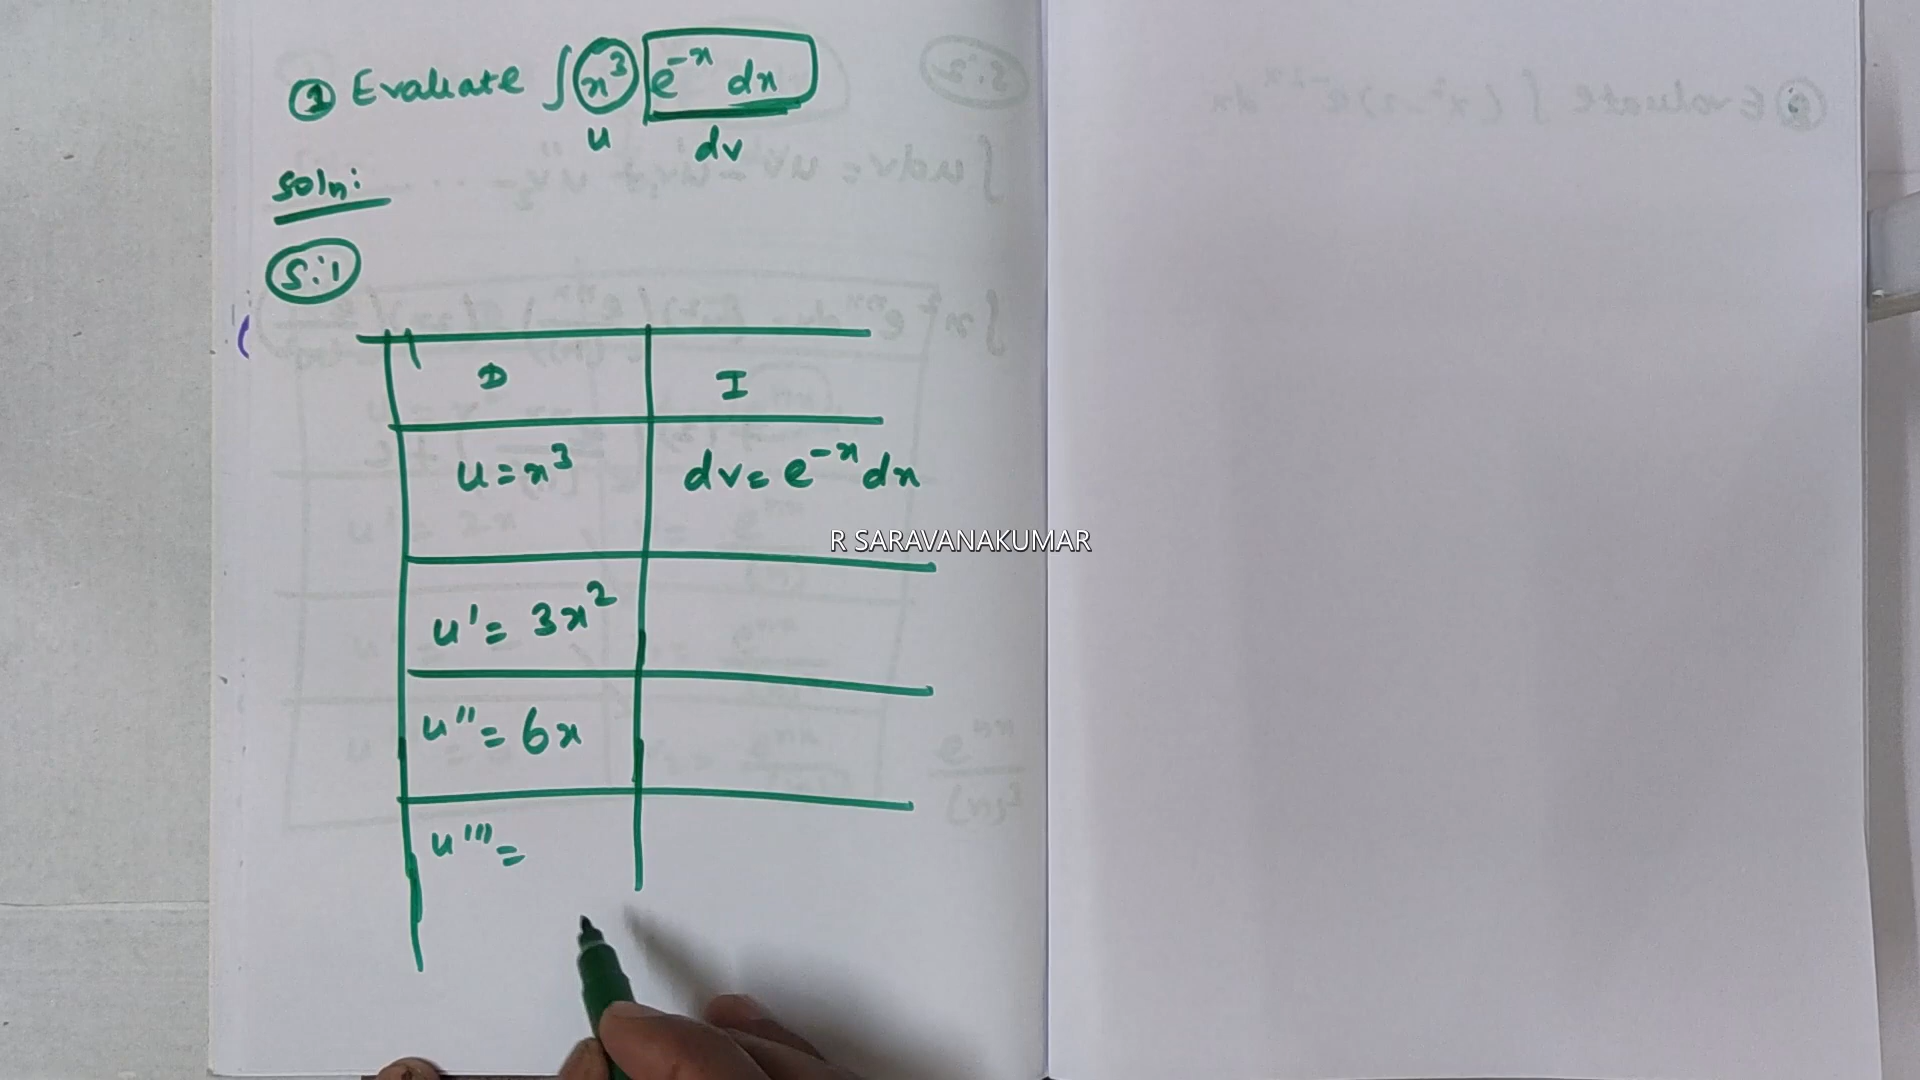 ① Evaluate ∫ x³ e⁻ˣ dx
u dv
Soln:
S:1
D I
u = x³ dv = e⁻ˣ dx
R SARAVANAKUMAR
u' = 3x²
u'' = 6x
u''' =